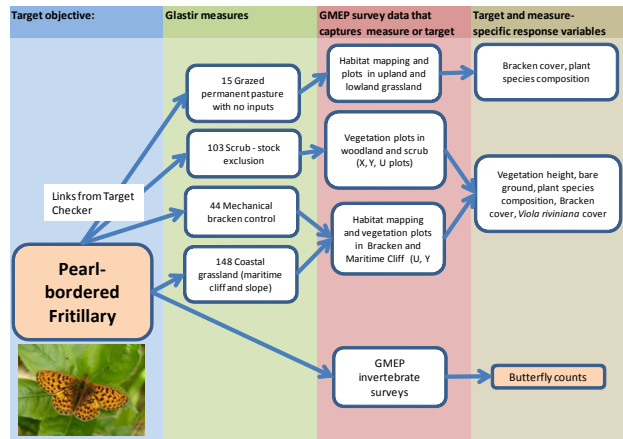 Target objective:
Glastir measures
GMEP survey data that
captures measure or target
Target and measure-
specific response variables
15 Grazed
permanent pasture
with no inputs
Habitat mapping and
plots in upland and
lowland grassland
Bracken cover, plant
species composition
103 Scrub - stock
exclusion
Vegetation plots in
woodland and scrub
(X, Y, U plots)
Links from Target
Checker
44 Mechanical
bracken control
Vegetation height, bare
ground, plant species
composition, Bracken
cover, Viola riviniana cover
Habitat mapping
and vegetation plots
in Bracken and
Maritime Cliff (U, Y
148 Coastal
grassland (maritime
cliff and slope)
Pearl-
bordered
Fritillary
GMEP
invertebrate
surveys
Butterfly counts